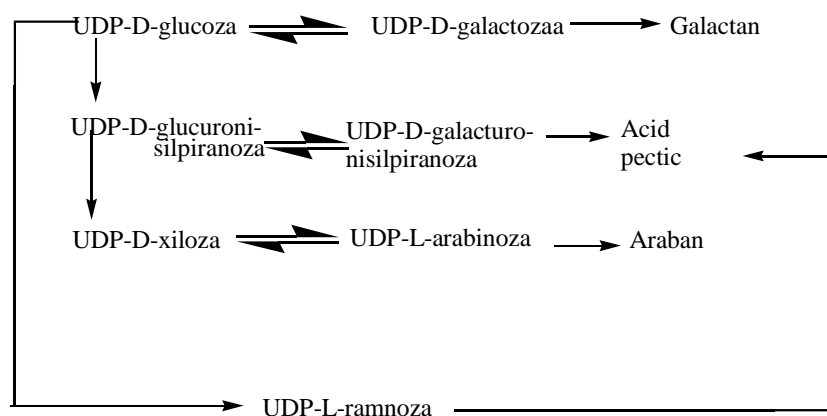 UDP-D-glucoza UDP-D-galactozaa Galactan
UDP-D-glucuroni-
silpiranoza
UDP-D-galacturo-
nisilpiranoza
Acid
pectic
UDP-D-xiloza UDP-L-arabinoza Araban
UDP-L-ramnoza